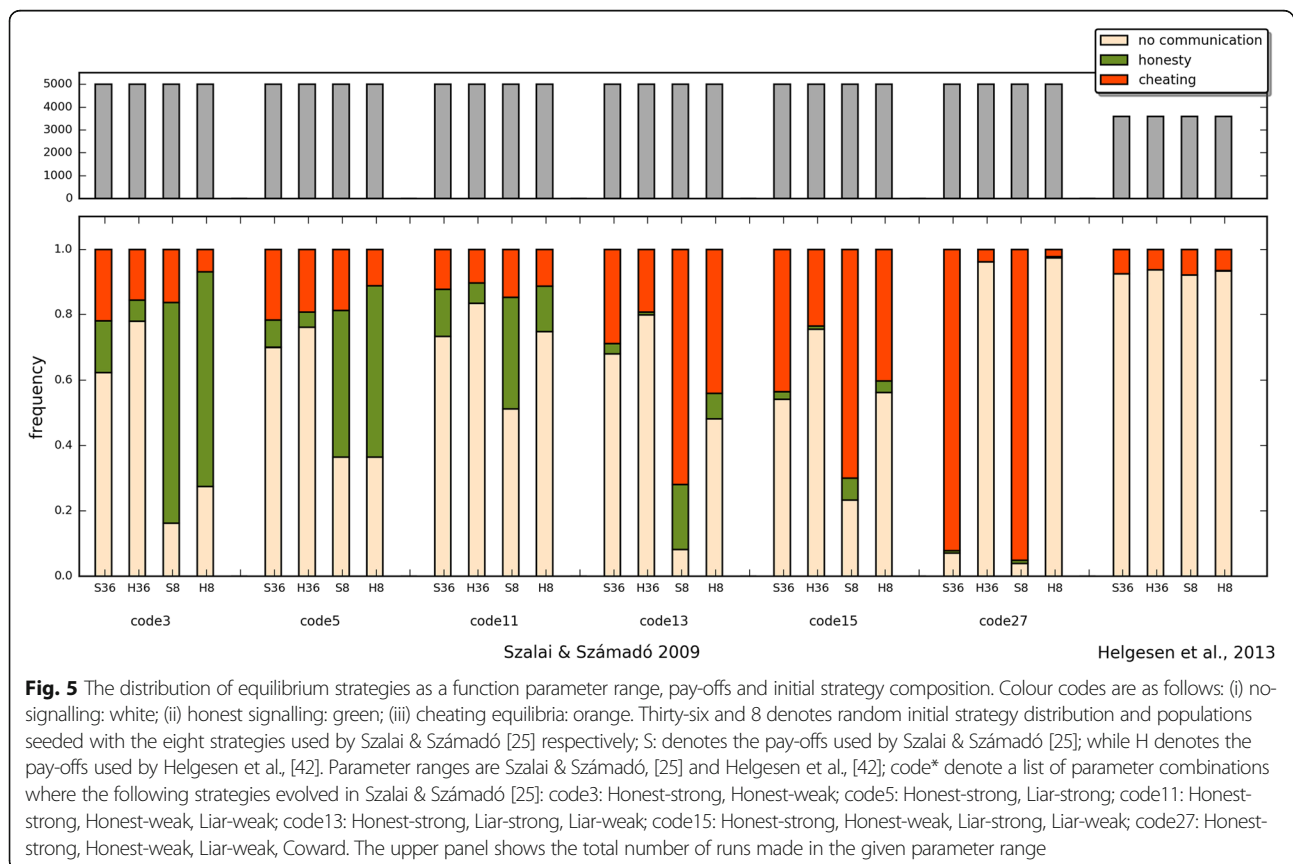 no communication
honesty
cheating
5000
4000
3000
2000
1000
0
1.0
0.8
0.6
0.4
0.2
0.0
frequency
S36 H36 S8 H8 S36 H36 S8 H8 S36 H36 S8 H8 S36 H36 S8 H8 S36 H36 S8 H8 S36 H36 S8 H8 S36 H36 S8 H8
code3 code5 code11 code13 code15 code27
Szalai & Számadó 2009 Helgesen et al., 2013
Fig. 5 The distribution of equilibrium strategies as a function parameter range, pay-offs and initial strategy composition. Colour codes are as follows: (i) no-
signalling: white; (ii) honest signalling: green; (iii) cheating equilibria: orange. Thirty-six and 8 denotes random initial strategy distribution and populations
seeded with the eight strategies used by Szalai & Számadó [25] respectively; S: denotes the pay-offs used by Szalai & Számadó [25]; while H denotes the
pay-offs used by Helgesen et al., [42]. Parameter ranges are Szalai & Számadó, [25] and Helgesen et al., [42]; code* denote a list of parameter combinations
where the following strategies evolved in Szalai & Számadó [25]: code3: Honest-strong, Honest-weak; code5: Honest-strong, Liar-strong; code11: Honest-
strong, Honest-weak, Liar-weak; code13: Honest-strong, Liar-strong, Liar-weak; code15: Honest-strong, Honest-weak, Liar-strong, Liar-weak; code27: Honest-
strong, Honest-weak, Liar-weak, Coward. The upper panel shows the total number of runs made in the given parameter range